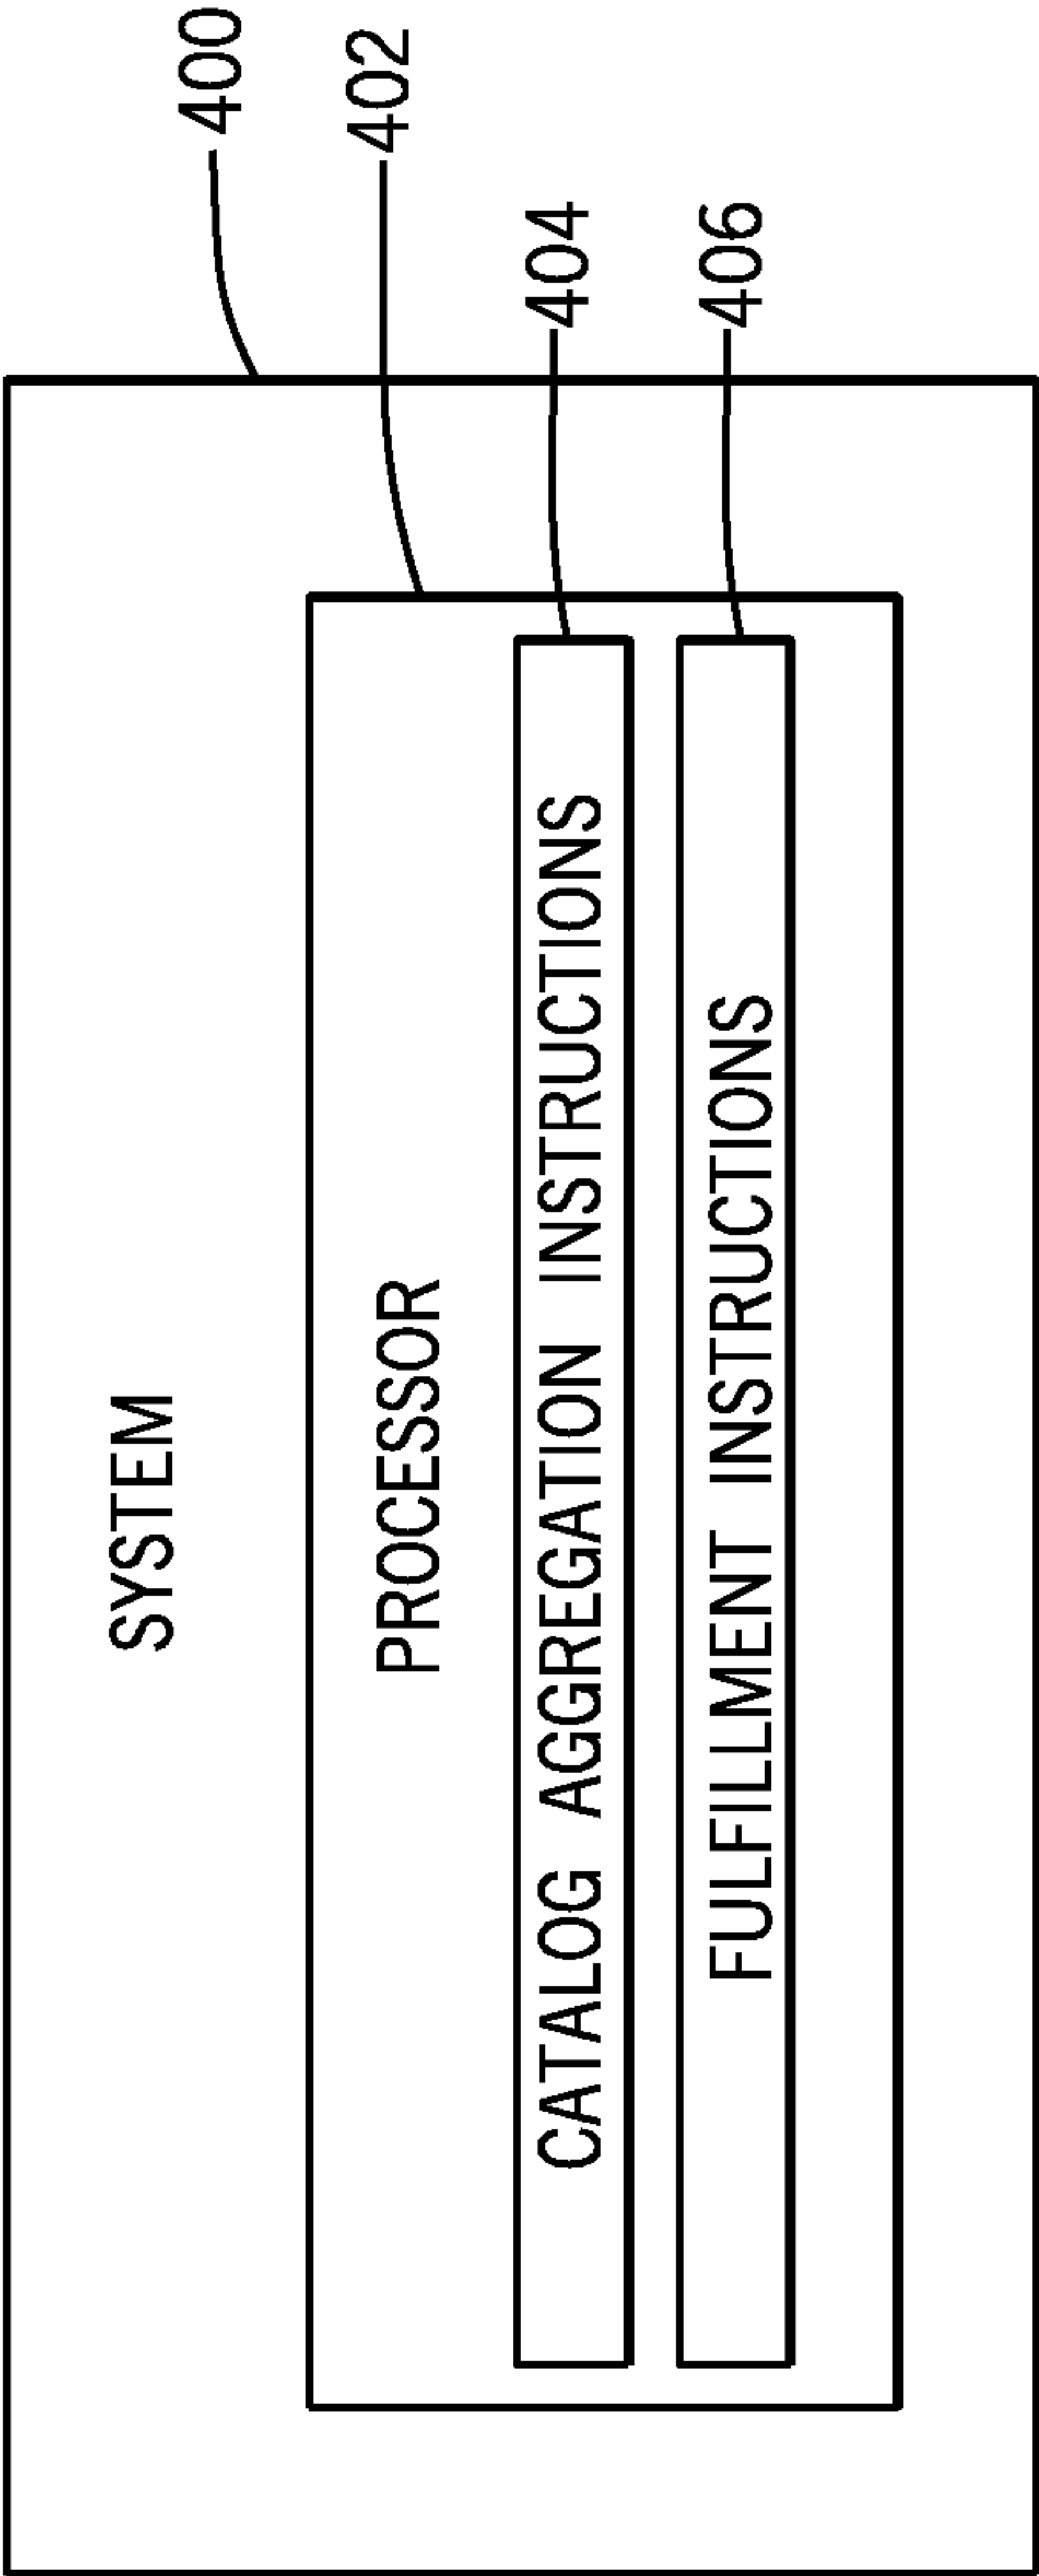 SYSTEM
400
PROCESSOR
402
CATALOG AGGREGATION INSTRUCTIONS
404
FULFILLMENT INSTRUCTIONS
406